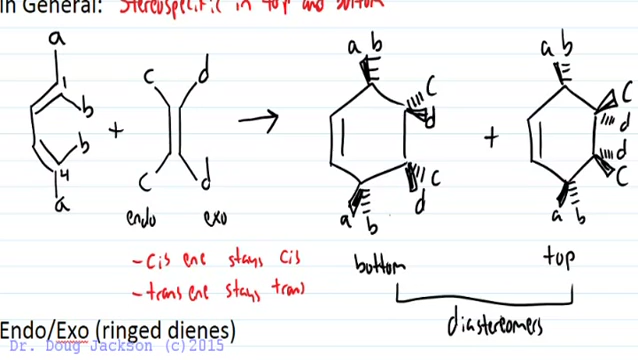 in General: Stereospecific in top and bottom
a
1
b
b
4
a
+
c d
c d
endo exo
a b
c
d
c
d
a b
+
a b
c
d
d
c
a b
- cis ene stays cis
- trans ene stays trans
bottom
top
diastereomers
Endo/Exo (ringed dienes)
Dr. Doug Jackson (c)2015